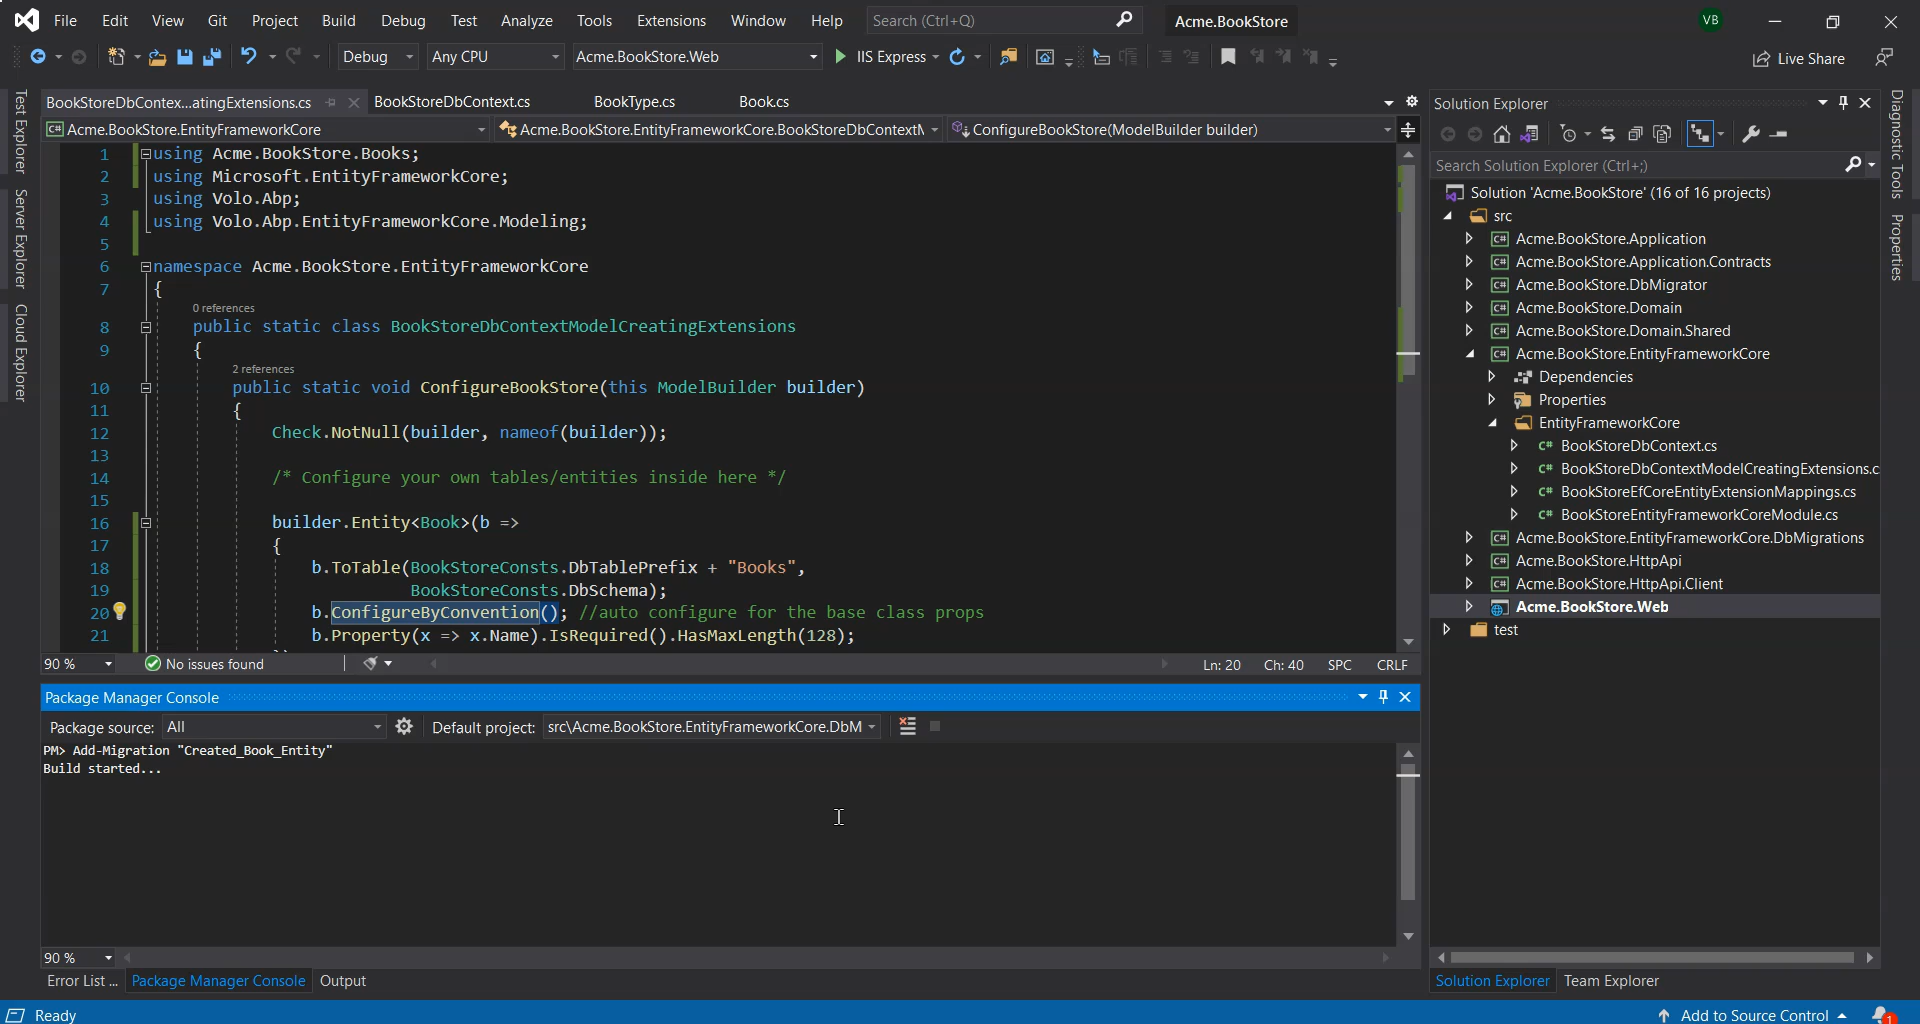 File Edit View Git Project Build Debug Test Analyze Tools Extensions Window Help Search (Ctrl+Q) Acme.BookStore VB
Debug Any CPU Acme.BookStore.Web IIS Express Live Share
Test Explorer
Server Explorer
Cloud Explorer
BookStoreDbContex...atingExtensions.cs BookStoreDbContext.cs BookType.cs Book.cs
Acme.BookStore.EntityFrameworkCore Acme.BookStore.EntityFrameworkCore.BookStoreDbContextM ConfigureBookStore(ModelBuilder builder)
1 using Acme.BookStore.Books;
2 using Microsoft.EntityFrameworkCore;
3 using Volo.Abp;
4 using Volo.Abp.EntityFrameworkCore.Modeling;
5
6 namespace Acme.BookStore.EntityFrameworkCore
7 {
0 references
8 public static class BookStoreDbContextModelCreatingExtensions
9 {
2 references
10 public static void ConfigureBookStore(this ModelBuilder builder)
11 {
12 Check.NotNull(builder, nameof(builder));
13
14 /* Configure your own tables/entities inside here */
15
16 builder.Entity<Book>(b =>
17 {
18 b.ToTable(BookStoreConsts.DbTablePrefix + "Books",
19 BookStoreConsts.DbSchema);
20 b.ConfigureByConvention(); //auto configure for the base class props
21 b.Property(x => x.Name).IsRequired().HasMaxLength(128);
90 % No issues found Ln: 20 Ch: 40 SPC CRLF
Package Manager Console
Package source: All Default project: src\Acme.BookStore.EntityFrameworkCore.DbM
PM> Add-Migration "Created_Book_Entity"
Build started...
90 %
Error List ... Package Manager Console Output
Solution Explorer
Search Solution Explorer (Ctrl+;)
Solution 'Acme.BookStore' (16 of 16 projects)
src
Acme.BookStore.Application
Acme.BookStore.Application.Contracts
Acme.BookStore.DbMigrator
Acme.BookStore.Domain
Acme.BookStore.Domain.Shared
Acme.BookStore.EntityFrameworkCore
Dependencies
Properties
EntityFrameworkCore
BookStoreDbContext.cs
BookStoreDbContextModelCreatingExtensions.c
BookStoreEfCoreEntityExtensionMappings.cs
BookStoreEntityFrameworkCoreModule.cs
Acme.BookStore.EntityFrameworkCore.DbMigrations
Acme.BookStore.HttpApi
Acme.BookStore.HttpApi.Client
Acme.BookStore.Web
test
Solution Explorer Team Explorer
Diagnostic Tools
Properties
Ready Add to Source Control 1